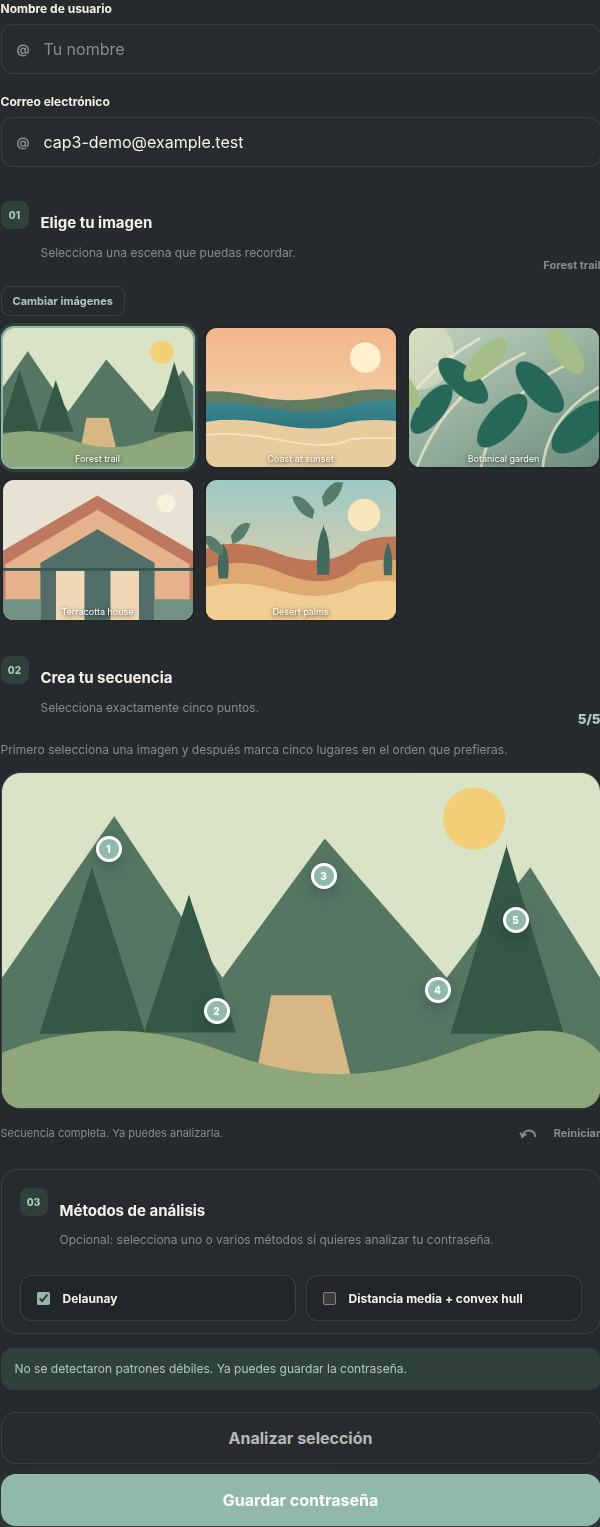 Nombre de usuario
@ Tu nombre
Correo electrónico
@ cap3-demo@example.test
01 Elige tu imagen
Selecciona una escena que puedas recordar.
Forest trail
Cambiar imágenes
Forest trail
Coast at sunset
Botanical garden
Terracotta house
Desert palms
02 Crea tu secuencia
Selecciona exactamente cinco puntos.
5/5
Primero selecciona una imagen y después marca cinco lugares en el orden que prefieras.
1
3
5
4
2
Secuencia completa. Ya puedes analizarla.
Reiniciar
03 Métodos de análisis
Opcional: selecciona uno o varios métodos si quieres analizar tu contraseña.
Delaunay
Distancia media + convex hull
No se detectaron patrones débiles. Ya puedes guardar la contraseña.
Analizar selección
Guardar contraseña